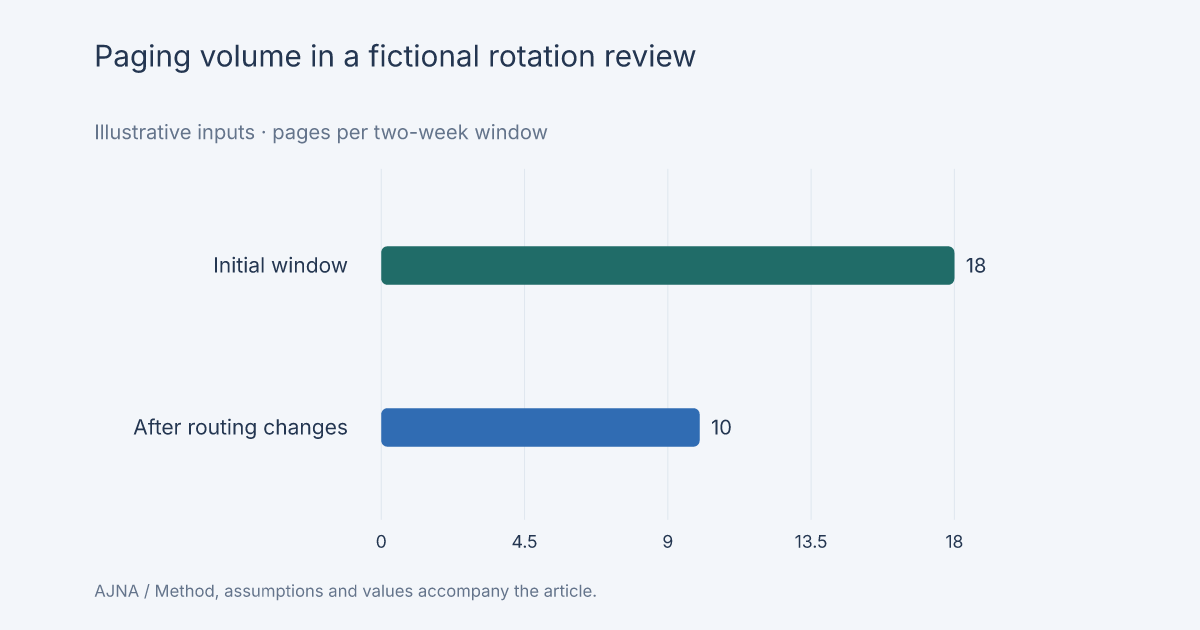 Paging volume in a fictional rotation review
Illustrative inputs · pages per two-week window
Initial window
18
After routing changes
10
0
4.5
9
13.5
18
AJNA / Method, assumptions and values accompany the article.